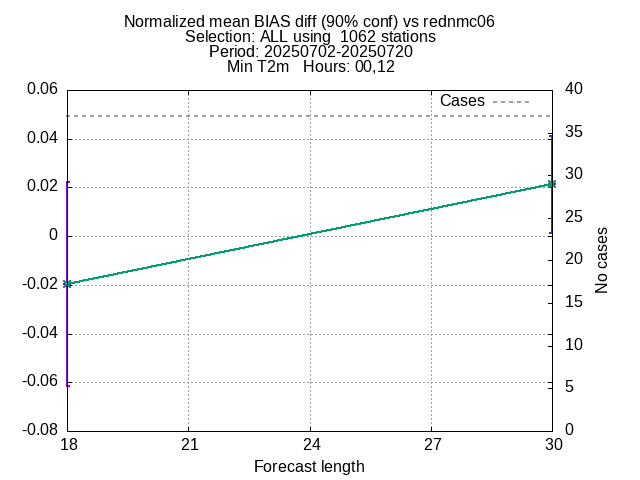 Normalized mean BIAS diff (90% conf) vs rednmc06
Selection: ALL using  1062 stations
Period: 20250702-20250720
Min T2m   Hours: 00,12
Cases
0.06
0.04
0.02
0
-0.02
-0.04
-0.06
-0.08
40
35
30
25
20
15
10
5
0
No cases
18 21 24 27 30
Forecast length